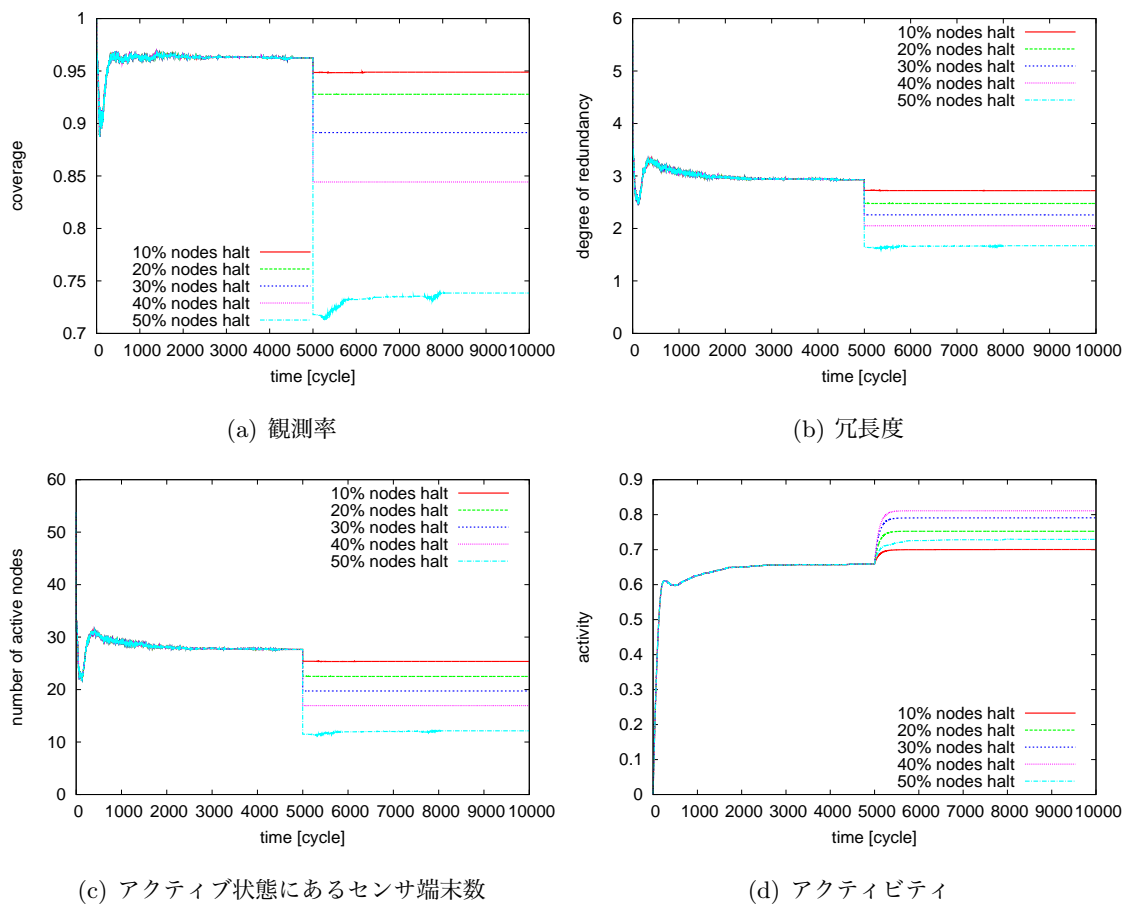 1
0.95
0.9
0.85
0.8
0.75
0.7
coverage
10% nodes halt
20% nodes halt
30% nodes halt
40% nodes halt
50% nodes halt
0 1000 2000 3000 4000 5000 6000 7000 8000 9000 10000
time [cycle]
(a) 観測率
6
5
4
3
2
1
0
degree of redundancy
10% nodes halt
20% nodes halt
30% nodes halt
40% nodes halt
50% nodes halt
0 1000 2000 3000 4000 5000 6000 7000 8000 9000 10000
time [cycle]
(b) 冗長度
60
50
40
30
20
10
0
number of active nodes
10% nodes halt
20% nodes halt
30% nodes halt
40% nodes halt
50% nodes halt
0 1000 2000 3000 4000 5000 6000 7000 8000 9000 10000
time [cycle]
(c) アクティブ状態にあるセンサ端末数
0.9
0.8
0.7
0.6
0.5
0.4
0.3
0.2
0.1
0
activity
10% nodes halt
20% nodes halt
30% nodes halt
40% nodes halt
50% nodes halt
0 1000 2000 3000 4000 5000 6000 7000 8000 9000 10000
time [cycle]
(d) アクティビティ